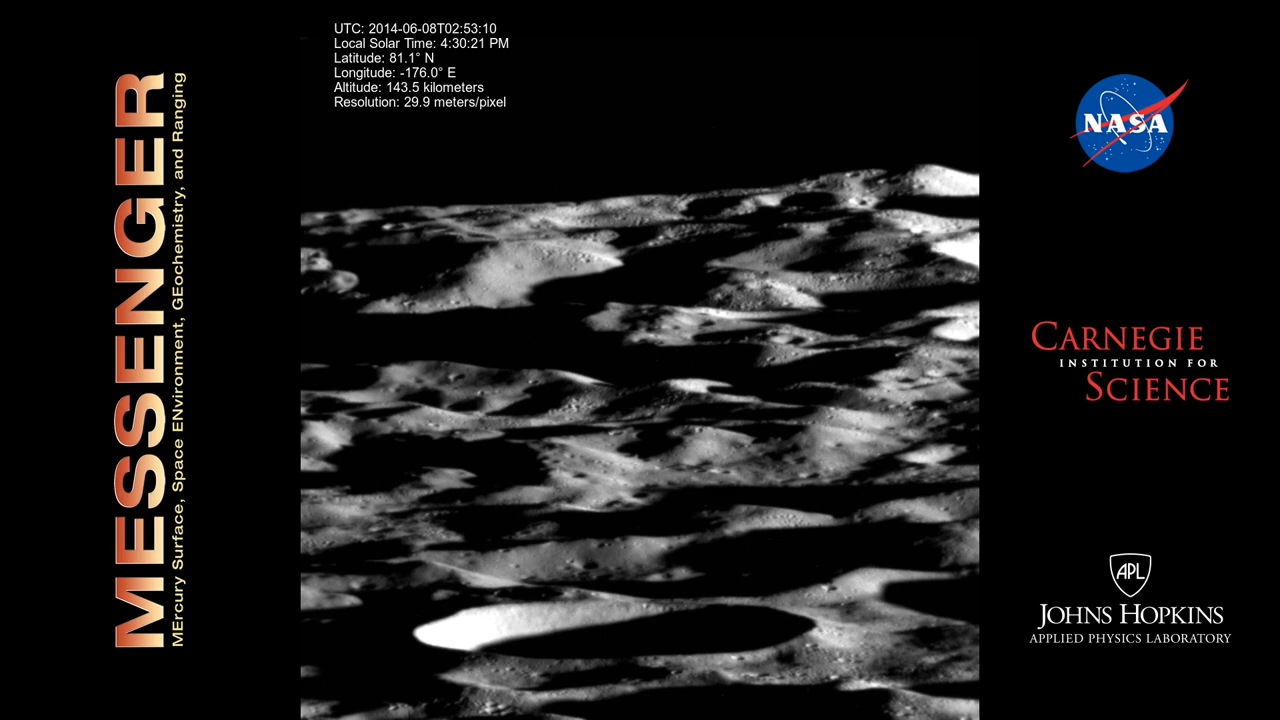 MESSENGER
MErcury Surface, Space ENvironment, GEochemistry, and Ranging
UTC: 2014-06-08T02:53:10
Local Solar Time: 4:30:21 PM
Latitude: 81.1° N
Longitude: -176.0° E
Altitude: 143.5 kilometers
Resolution: 29.9 meters/pixel
NASA
CARNEGIE
INSTITUTION FOR
SCIENCE
APL
JOHNS HOPKINS
APPLIED PHYSICS LABORATORY